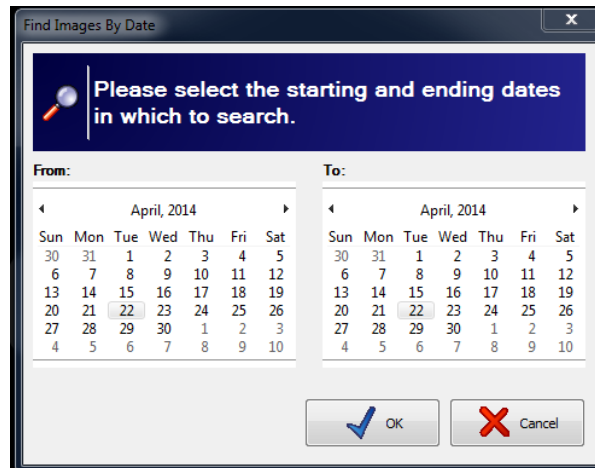 Find Images By Date
x
Please select the starting and ending dates
in which to search.
From:
April, 2014
Sun Mon Tue Wed Thu Fri Sat
30 31 1 2 3 4 5
6 7 8 9 10 11 12
13 14 15 16 17 18 19
20 21 22 23 24 25 26
27 28 29 30 1 2 3
4 5 6 7 8 9 10
To:
April, 2014
Sun Mon Tue Wed Thu Fri Sat
30 31 1 2 3 4 5
6 7 8 9 10 11 12
13 14 15 16 17 18 19
20 21 22 23 24 25 26
27 28 29 30 1 2 3
4 5 6 7 8 9 10
OK
Cancel